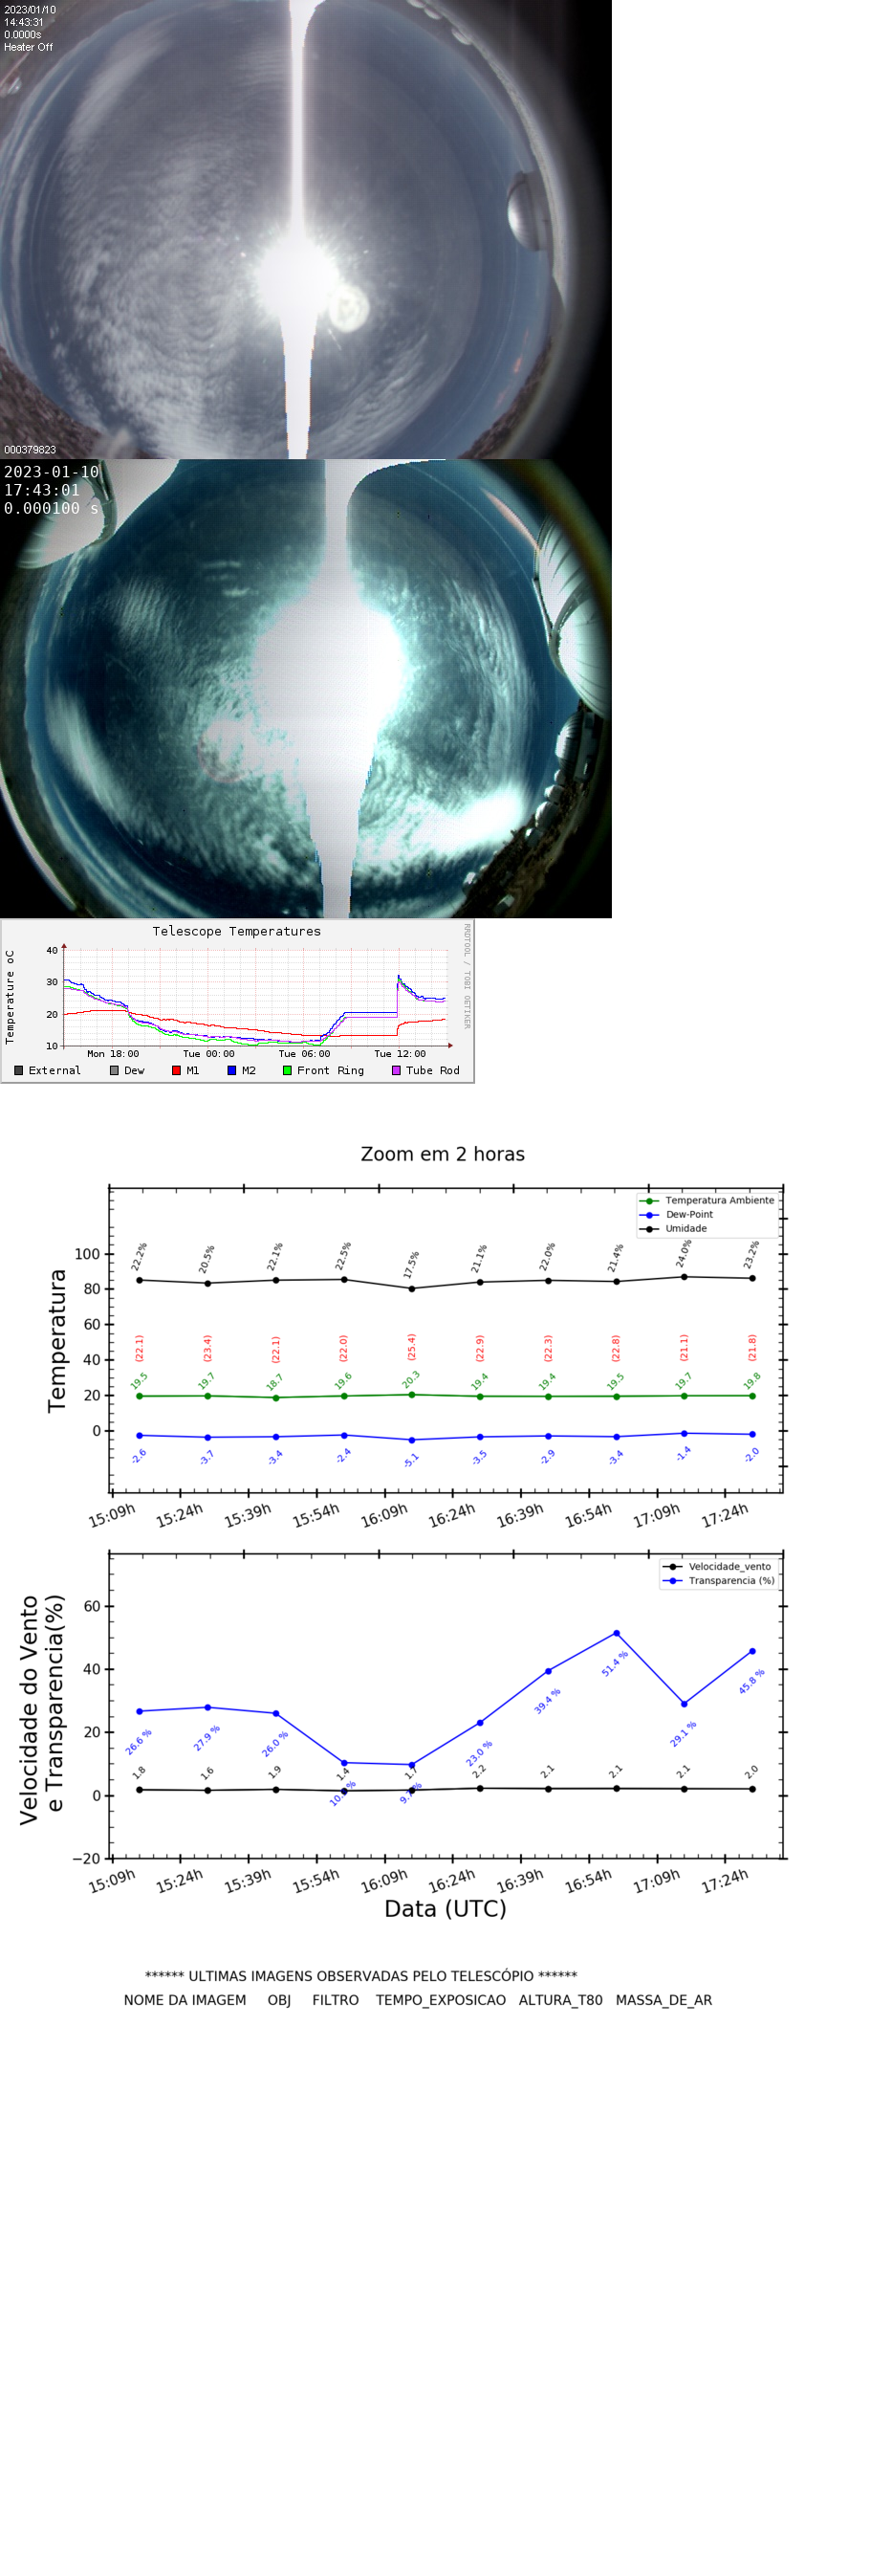 2023/01/10
14:43:31
0.0000s
Heater Off
000379823
2023-01-10
17:43:01
0.000100 s
Telescope Temperatures
RRDTOOL / TOBI OETIKER
Temperature oC
40
30
20
10
Mon 18:00 Tue 00:00 Tue 06:00 Tue 12:00
External Dew M1 M2 Front Ring Tube Rod
Zoom em 2 horas
Temperatura Ambiente
Dew-Point
Umidade
Temperatura
100
80
60
40
20
0
22.2% 20.5% 22.1% 22.5% 17.5% 21.1% 22.0% 21.4% 24.0% 23.2%
(22.1) (23.4) (22.1) (22.0) (25.4) (22.9) (22.3) (22.8) (21.1) (21.8)
19.5 19.7 18.7 19.6 20.3 19.4 19.4 19.5 19.7 19.8
-2.6 -3.7 -3.4 -2.4 -5.1 -3.5 -2.9 -3.4 -1.4 -2.0
15:09h 15:24h 15:39h 15:54h 16:09h 16:24h 16:39h 16:54h 17:09h 17:24h
Velocidade_vento
Transparencia (%)
Velocidade do Vento
e Transparencia(%)
60
40
20
0
−20
26.6 % 27.9 % 26.0 % 23.0 % 39.4 % 51.4 % 29.1 % 45.8 %
1.8 1.6 1.9 1.4 2.2 2.1 2.1 2.1 2.0
15:09h 15:24h 15:39h 15:54h 16:09h 16:24h 16:39h 16:54h 17:09h 17:24h
Data (UTC)
****** ULTIMAS IMAGENS OBSERVADAS PELO TELESCÓPIO ******
NOME DA IMAGEM OBJ FILTRO TEMPO_EXPOSICAO ALTURA_T80 MASSA_DE_AR